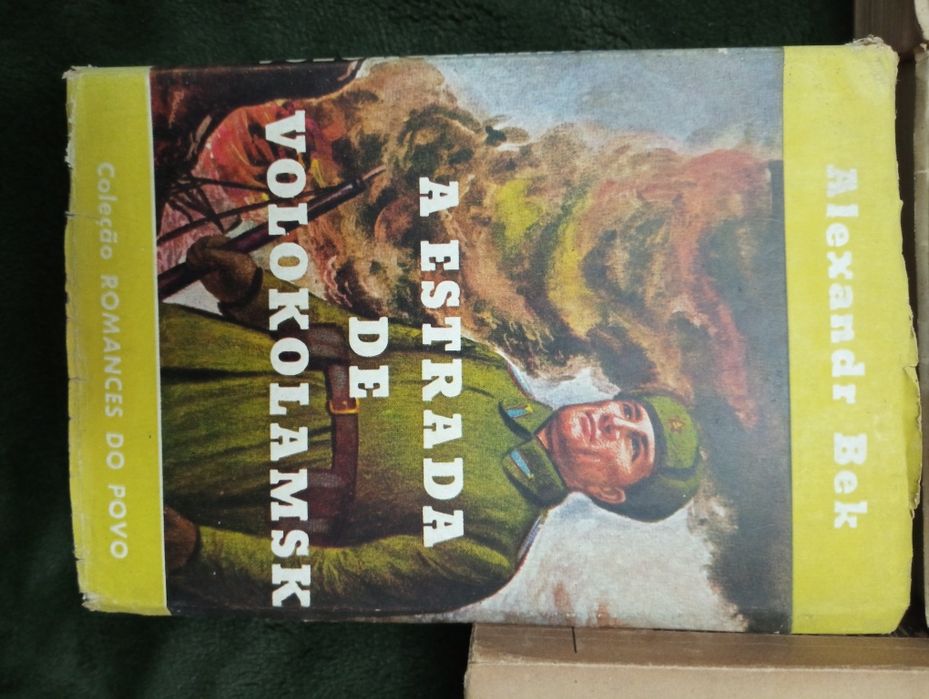 Alexandr Bek
A ESTRADA
DE
VOLOKOLAMSK
Coleção ROMANCES DO POVO